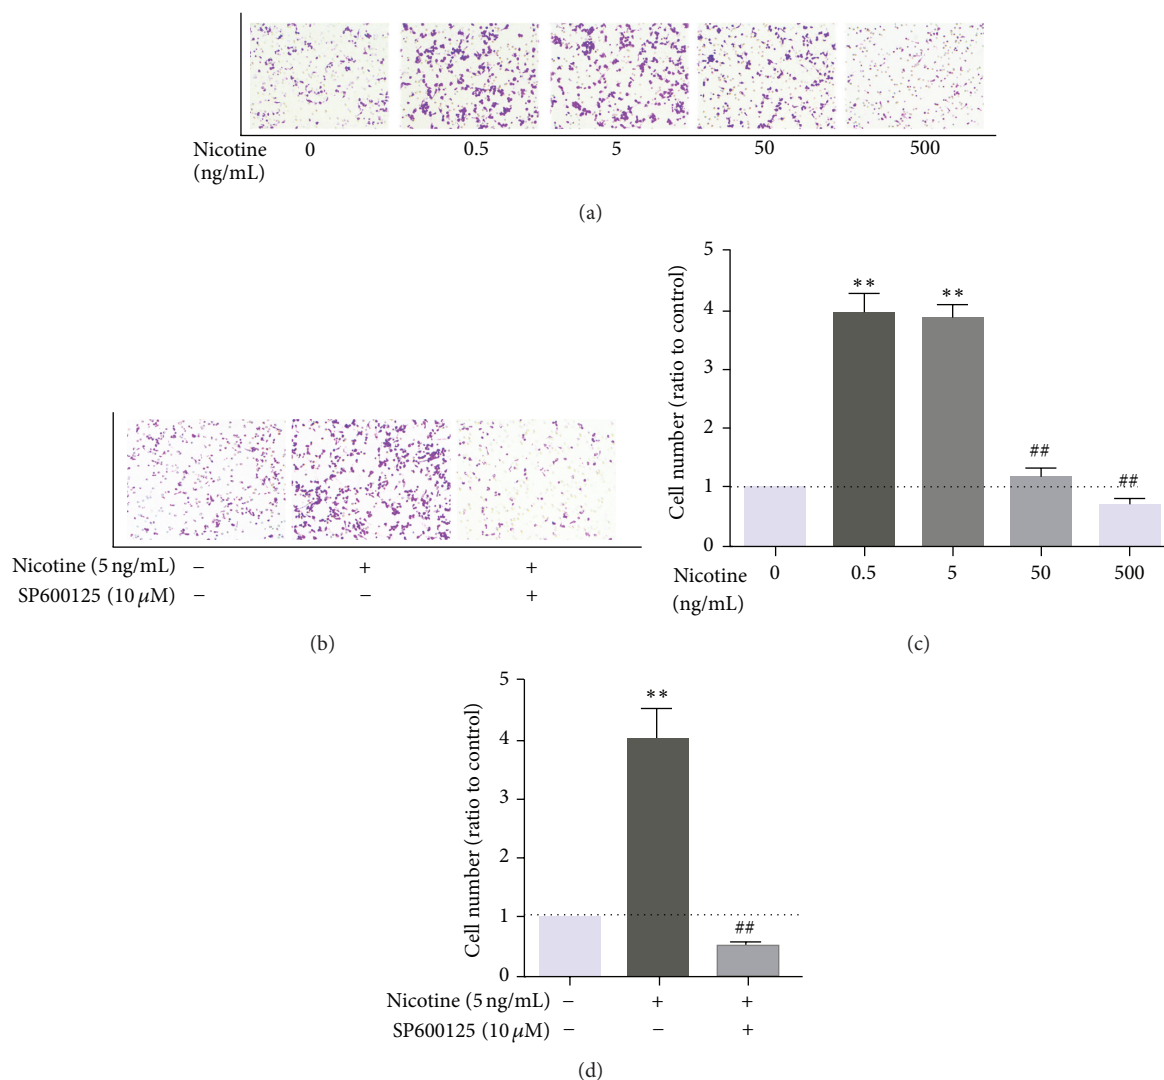 Nicotine (ng/mL) 0 0.5 5 50 500
(a)
Nicotine (5 ng/mL) − + +
SP600125 (10 μM) − − +
(b)
Cell number (ratio to control)
5
4
3
2
1
0
** ** ## ##
Nicotine (ng/mL) 0 0.5 5 50 500
(c)
Cell number (ratio to control)
5
4
3
2
1
0
** ##
Nicotine (5 ng/mL) − + +
SP600125 (10 μM) − − +
(d)